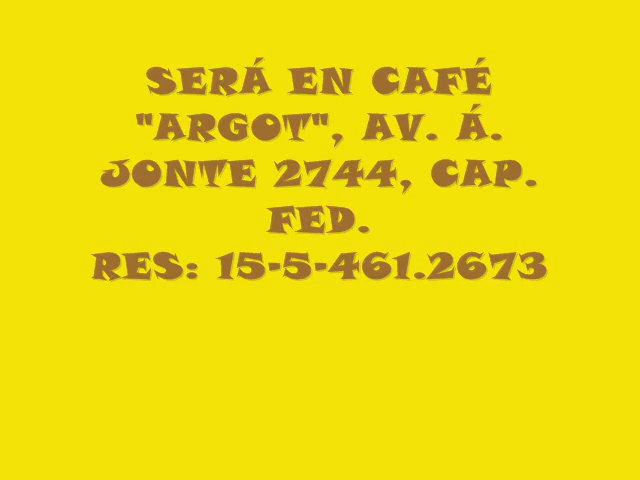 SERÁ EN CAFÉ
"ARGOT", AV. Á.
JONTE 2744, CAP.
FED.
RES: 15-5-461.2673